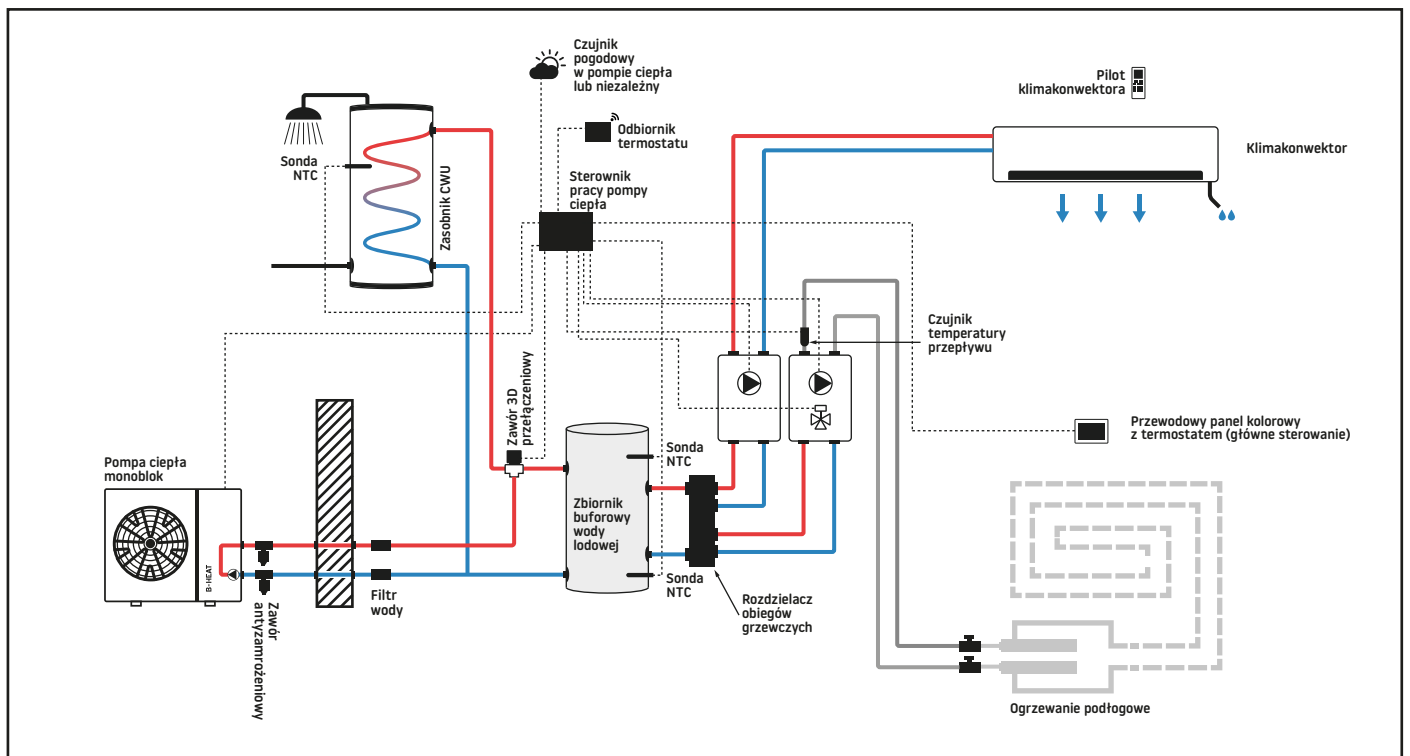 Czujnik
pogodowy
w pompie ciepła
lub niezależny
Pilot
klimakonwektora
Odbiornik
termostatu
Klimakonwektor
Sonda
NTC
Zasobnik CWU
Sterownik
pracy pompy
ciepła
Czujnik
temperatury
przepływu
Zawór 3D
przełączeniowy
Przewodowy panel kolorowy
z termostatem (główne sterowanie)
Pompa ciepła
monoblok
B-HEAT
Zawór
antyzamrożeniowy
Filtr
wody
Zbiornik
buforowy
wody
lodowej
Sonda
NTC
Sonda
NTC
Rozdzielacz
obiegów
grzewczych
Ogrzewanie podłogowe